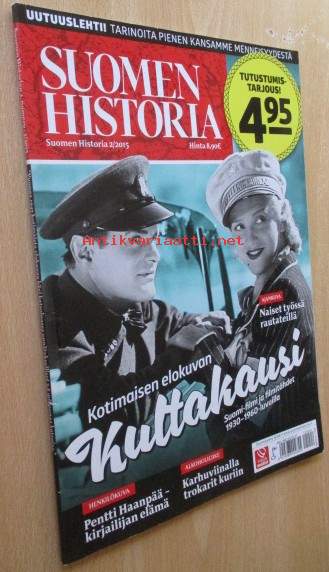 UUTUUSLEHTI! TARINOITA PIENEN KANSAMME MENNEISYYDESTÄ
SUOMEN
HISTORIA
Suomen Historia 2/2015
Hinta 8,90€
TUTUSTUMIS-
TARJOUS!
4,95
Antikvariaatti.net
Naiset työssä
rautateillä
Kotimaisen elokuvan
Kultakausi
Suomi-filmi ja filmitähdet
1930–1960-luvuilla
HENKILÖKUVA
Pentti Haanpää –
kirjailijan elämä
Karhuviinalla
trokarit kuriin